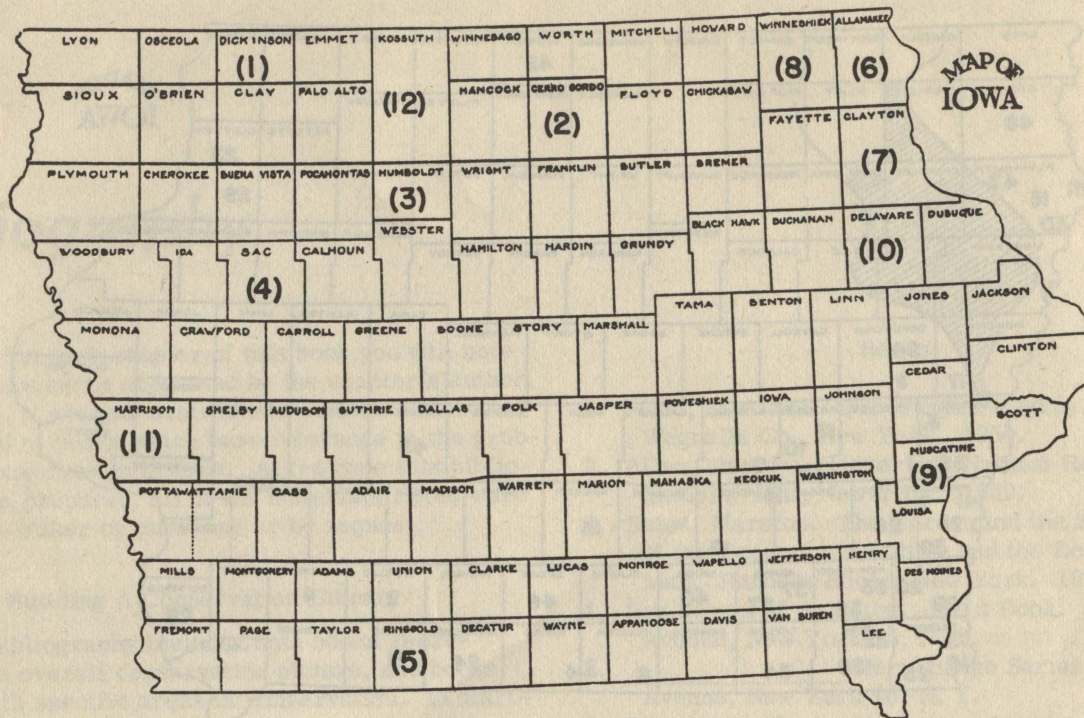 MAP OF
IOWA
LYON OSCEOLA DICKINSON EMMET KOSSUTH WINNEBAGO WORTH MITCHELL HOWARD WINNESHIEK ALLAMAKEE
(1) (8) (6)
SIOUX O'BRIEN CLAY PALO ALTO HANCOCK CERRO GORDO FLOYD CHICKASAW
(12) (2)
FAYETTE CLAYTON
(7)
PLYMOUTH CHEROKEE BUENA VISTA POCAHONTAS HUMBOLDT WRIGHT FRANKLIN BUTLER BREMER
(3)
WEBSTER
BLACK HAWK BUCHANAN DELAWARE DUBUQUE
(10)
WOODBURY IDA SAC CALHOUN HAMILTON HARDIN GRUNDY
(4)
TAMA BENTON LINN JONES JACKSON
MONONA CRAWFORD CARROLL GREENE BOONE STORY MARSHALL
CLINTON
CEDAR
HARRISON SHELBY AUDUBON GUTHRIE DALLAS POLK JASPER POWESHIEK IOWA JOHNSON
(11)
SCOTT
MUSCATINE
(9)
POTTAWATTAMIE CASS ADAIR MADISON WARREN MARION MAHASKA KEOKUK WASHINGTON
LOUISA
MILLS MONTGOMERY ADAMS UNION CLARKE LUCAS MONROE WAPELLO JEFFERSON HENRY
DES MOINES
FREMONT PAGE TAYLOR RINGGOLD DECATUR WAYNE APPANOOSE DAVIS VAN BUREN
LEE
(5)